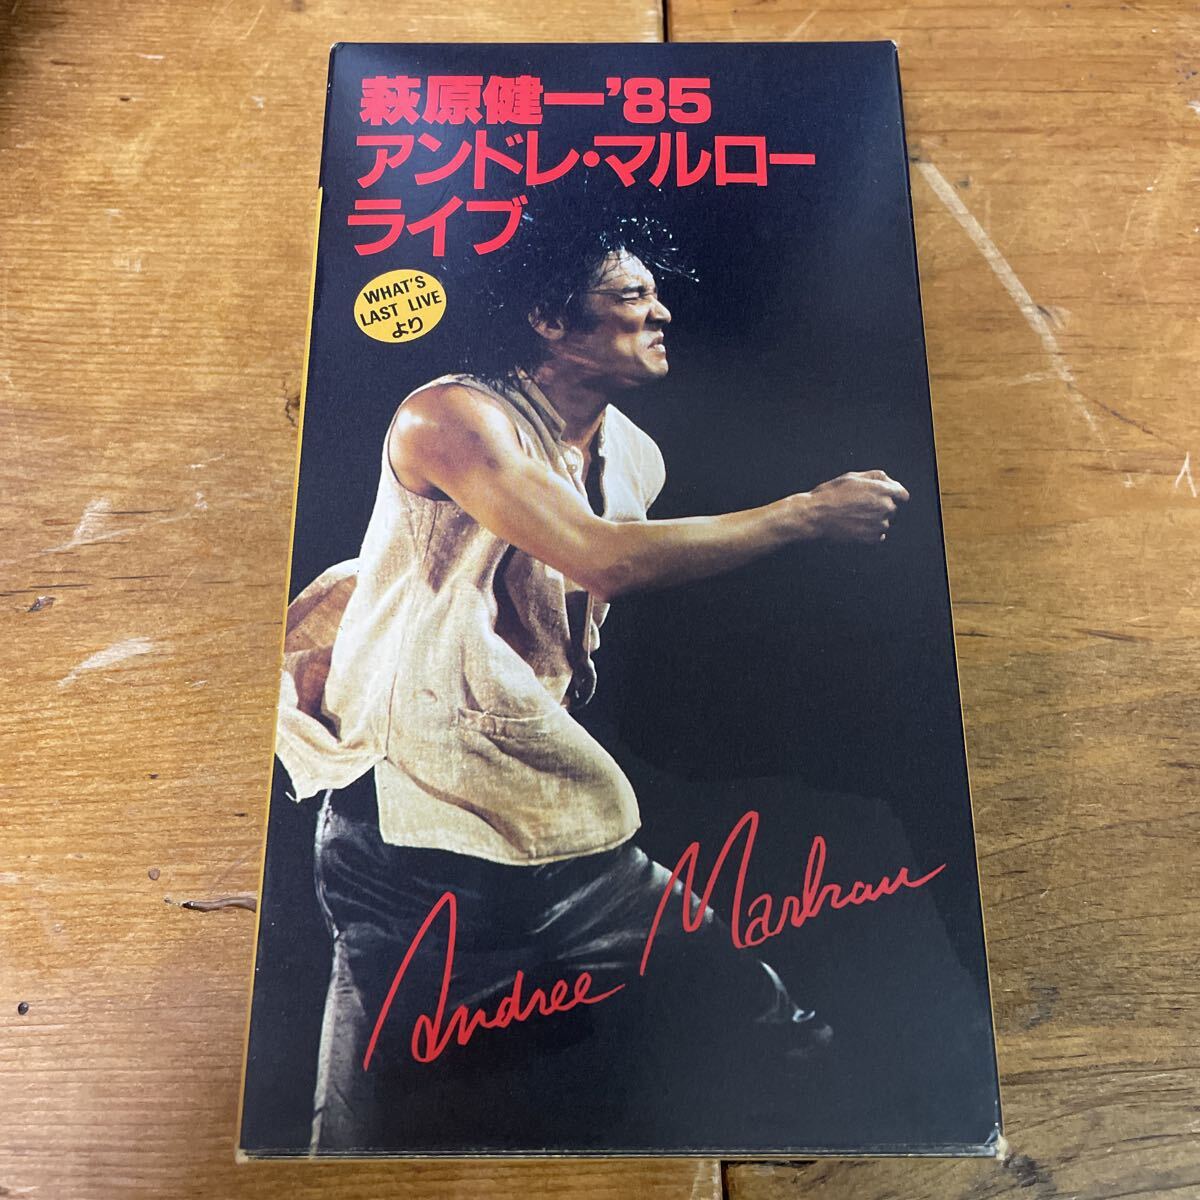 萩原健一'85
アンドレ・マルロー
ライブ
WHAT'S
LAST LIVE
より
Andree Marlrau